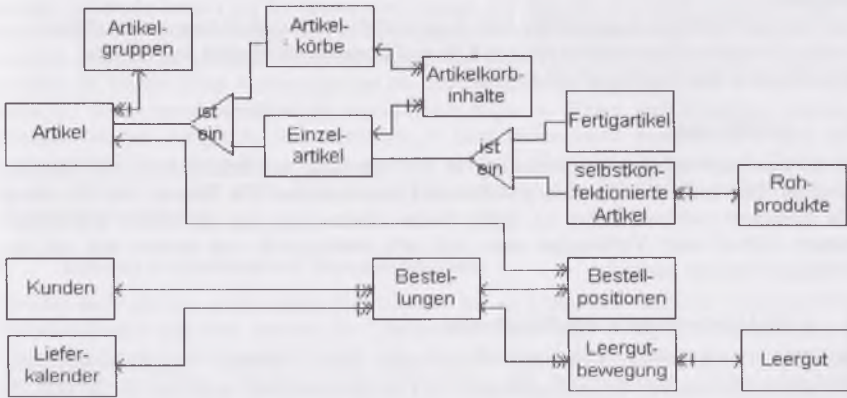 Artikel-
gruppen
Artikel-
körbe
Artikelkorb-
inhalte
Artikel
ist
ein
Einzel-
artikel
Fertigartikel
ist
ein
selbstkon-
fektionierte
Artikel
Roh-
produkte
Kunden
Bestel-
lungen
Bestell-
positionen
Liefer-
kalender
Leergut-
bewegung
Leergut